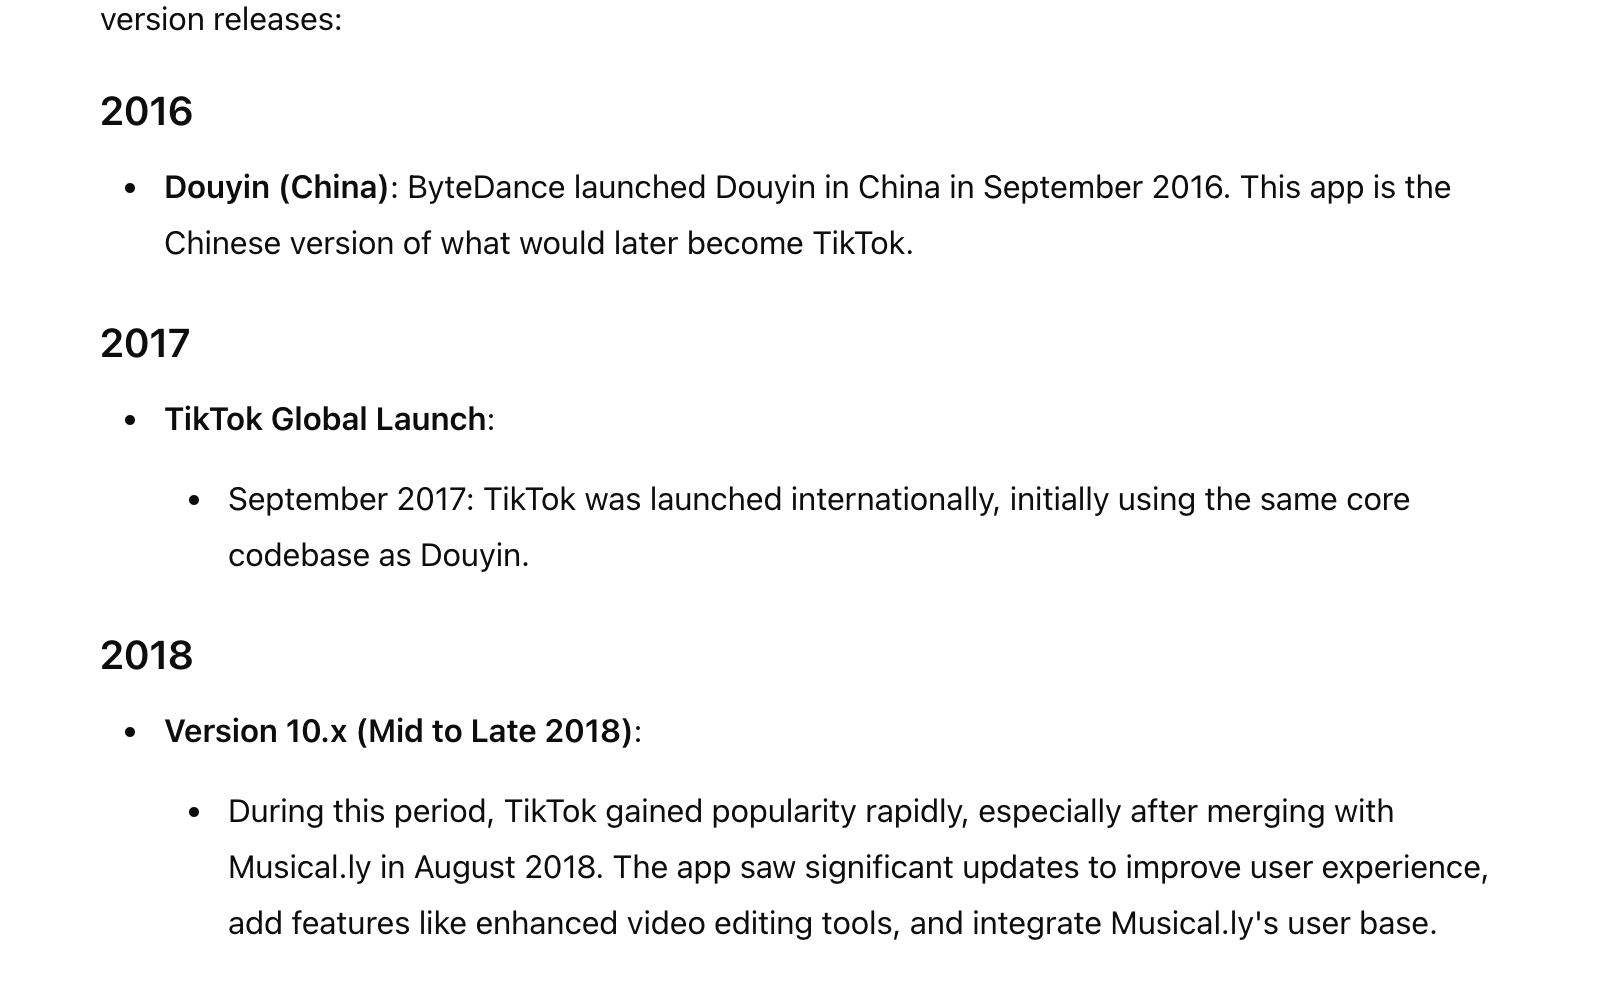 version releases:
2016
• Douyin (China): ByteDance launched Douyin in China in September 2016. This app is the
Chinese version of what would later become TikTok.
2017
• TikTok Global Launch:
• September 2017: TikTok was launched internationally, initially using the same core
codebase as Douyin.
2018
• Version 10.x (Mid to Late 2018):
• During this period, TikTok gained popularity rapidly, especially after merging with
Musical.ly in August 2018. The app saw significant updates to improve user experience,
add features like enhanced video editing tools, and integrate Musical.ly's user base.